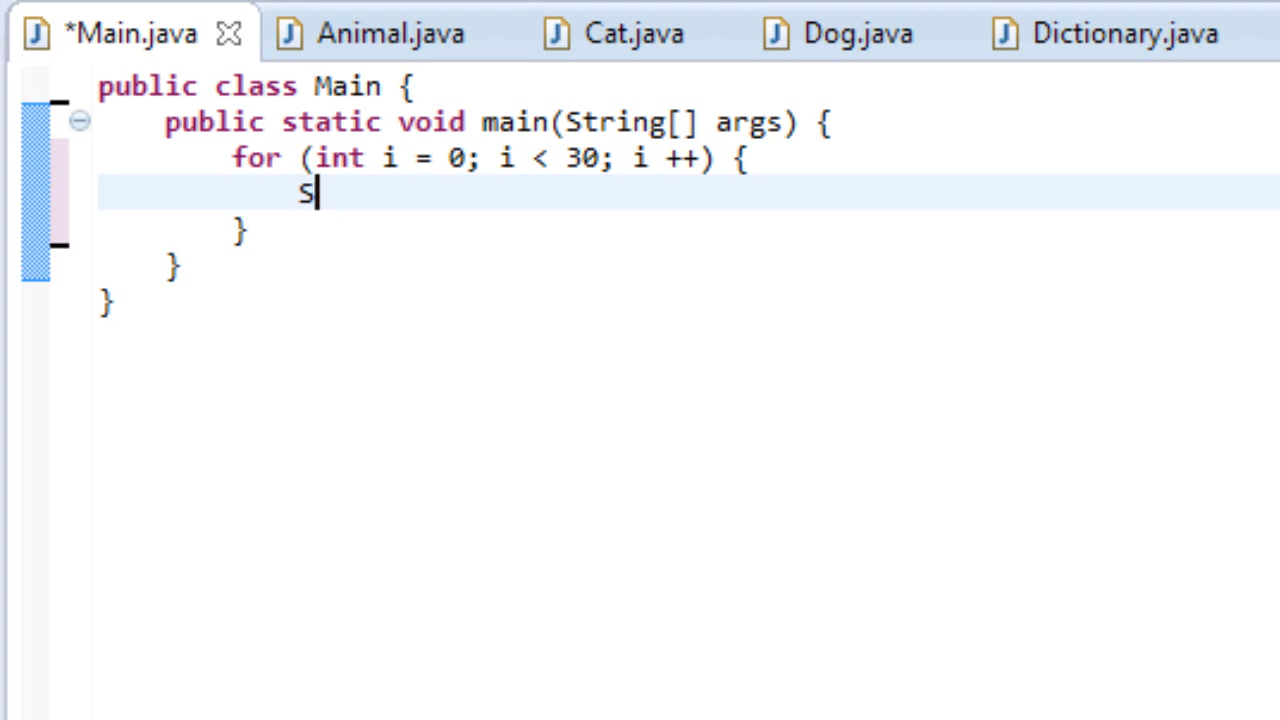 *Main.java Animal.java Cat.java Dog.java Dictionary.java
public class Main {
    public static void main(String[] args) {
        for (int i = 0; i < 30; i ++) {
            S
        }
    }
}